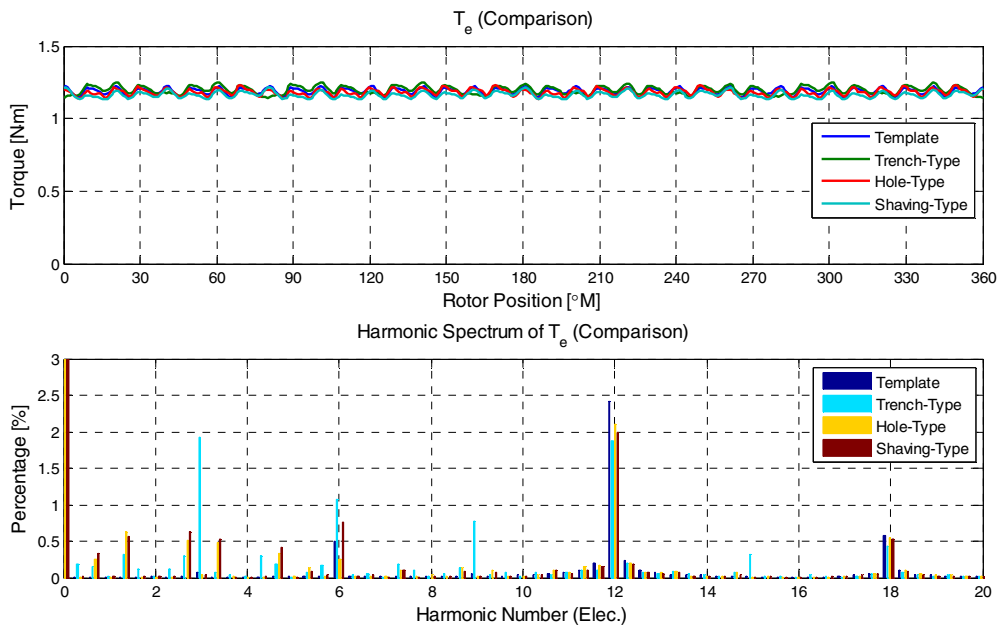 T_e (Comparison)
Torque [N·m]
1.5
1
0.5
0
0 30 60 90 120 150 180 210 240 270 300 330 360
Rotor Position [°M]
Template
Trench-Type
Hole-Type
Shaving-Type
Harmonic Spectrum of T_e (Comparison)
Percentage [%]
3
2.5
2
1.5
1
0.5
0
0 2 4 6 8 10 12 14 16 18 20
Harmonic Number (Elec.)
Template
Trench-Type
Hole-Type
Shaving-Type